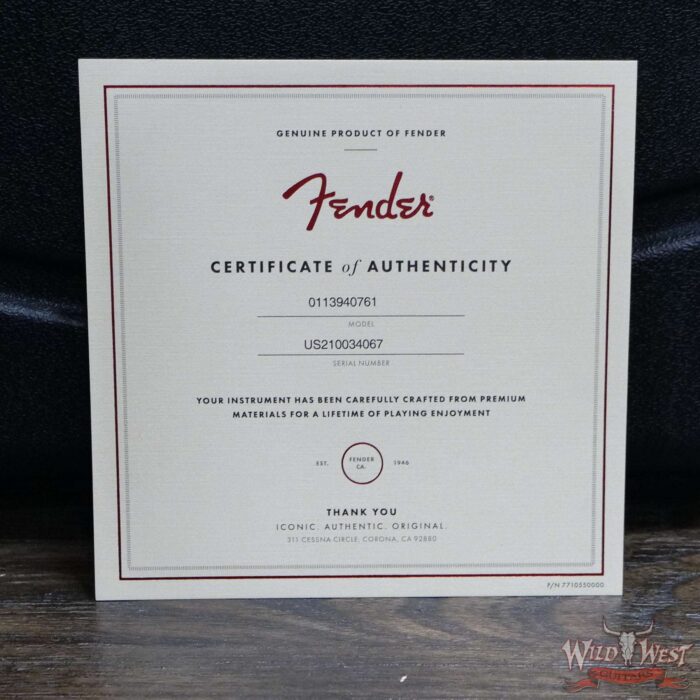 GENUINE PRODUCT OF FENDER
Fender®
CERTIFICATE of AUTHENTICITY
0113940761
MODEL
US210034067
SERIAL NUMBER
YOUR INSTRUMENT HAS BEEN CAREFULLY CRAFTED FROM PREMIUM
MATERIALS FOR A LIFETIME OF PLAYING ENJOYMENT
EST. FENDER CA. 1946
THANK YOU
ICONIC. AUTHENTIC. ORIGINAL.
311 CESSNA CIRCLE, CORONA, CA 92880
P/N 7710550000
WILD WEST
GUITARS